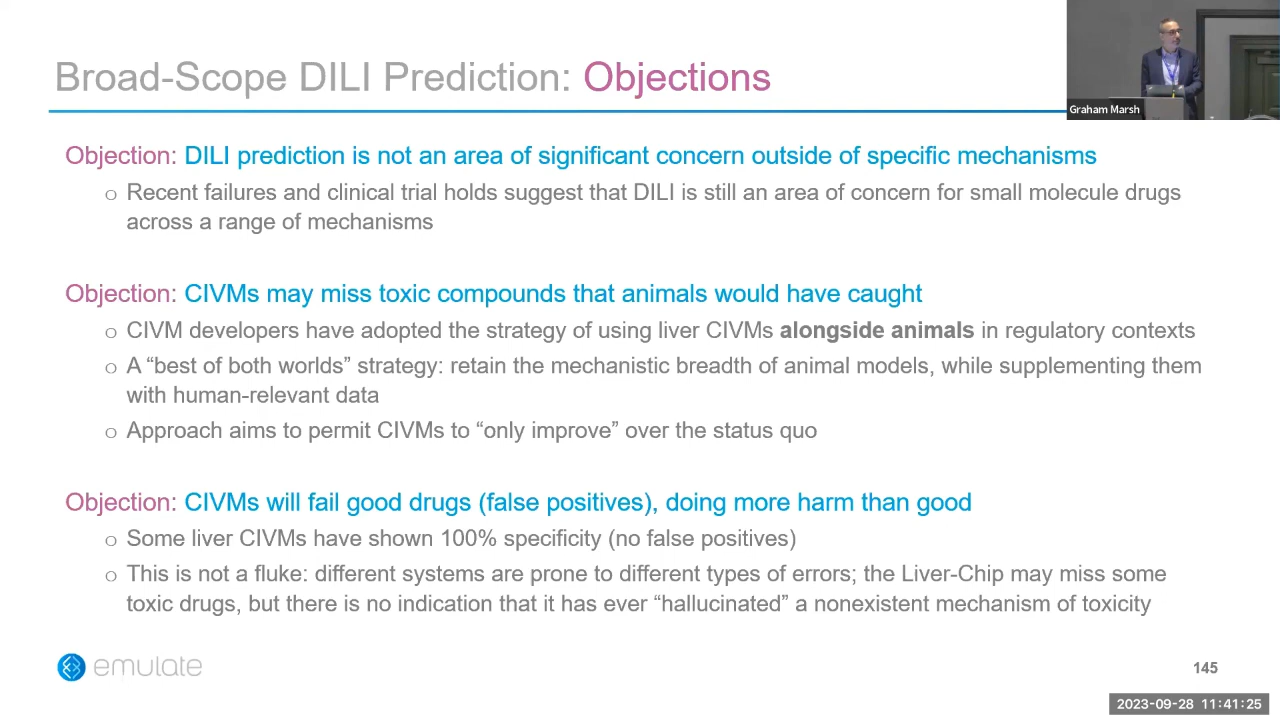 Broad-Scope DILI Prediction: Objections
Graham Marsh
Objection: DILI prediction is not an area of significant concern outside of specific mechanisms
o Recent failures and clinical trial holds suggest that DILI is still an area of concern for small molecule drugs
across a range of mechanisms
Objection: CIVMs may miss toxic compounds that animals would have caught
o CIVM developers have adopted the strategy of using liver CIVMs alongside animals in regulatory contexts
o A “best of both worlds” strategy: retain the mechanistic breadth of animal models, while supplementing them
with human-relevant data
o Approach aims to permit CIVMs to “only improve” over the status quo
Objection: CIVMs will fail good drugs (false positives), doing more harm than good
o Some liver CIVMs have shown 100% specificity (no false positives)
o This is not a fluke: different systems are prone to different types of errors; the Liver-Chip may miss some
toxic drugs, but there is no indication that it has ever “hallucinated” a nonexistent mechanism of toxicity
emulate
145
2023-09-28 11:41:25